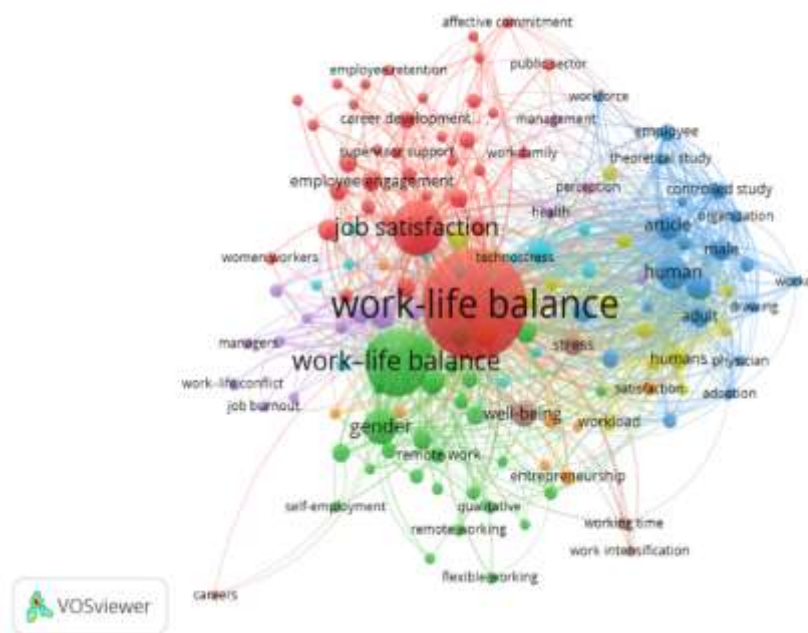 affective commitment
public sector
employee retention
workforce
career development
management
employee
supervisor support
work-family
theoretical study
employee engagement
perception
controlled study
health
organization
job satisfaction
article
male
women workers
technostress
human
work-life balance
drawing
adult
managers
stress
work–life balance
humans
physician
work–life conflict
satisfaction
adoption
job burnout
well-being
gender
workload
remote work
entrepreneurship
self-employment
qualitative
remote working
working time
work intensification
flexible working
careers
VOSviewer